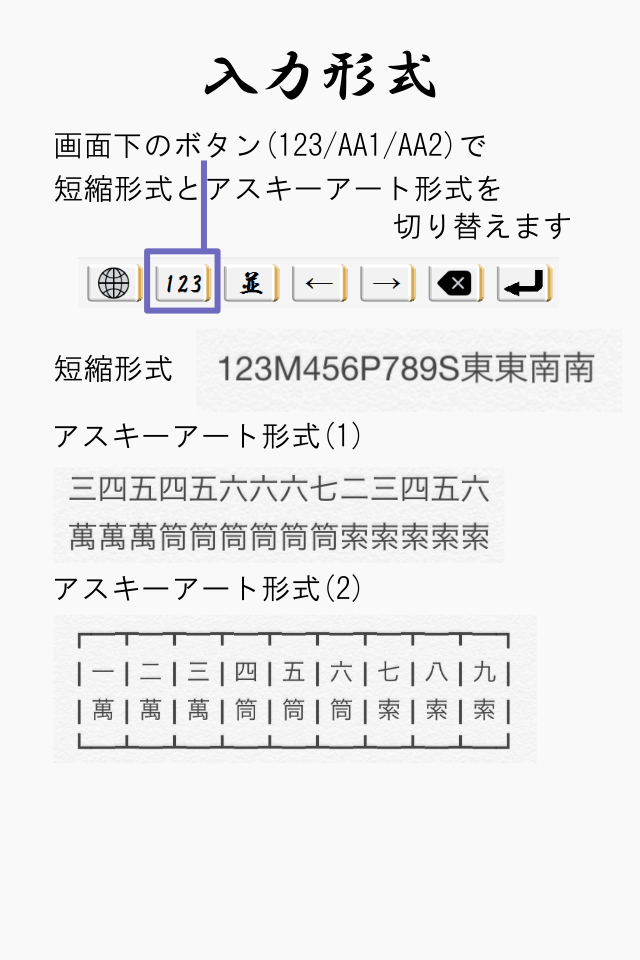 入力形式
画面下のボタン(123/AA1/AA2)で
短縮形式とアスキーアート形式を
切り替えます
123 並 ← →
短縮形式 123M456P789S東東南南
アスキーアート形式(1)
三四五四五六六六七二三四五六
萬萬萬筒筒筒筒筒筒索索索索索
アスキーアート形式(2)
一 二 三 四 五 六 七 八 九
萬 萬 萬 筒 筒 筒 索 索 索